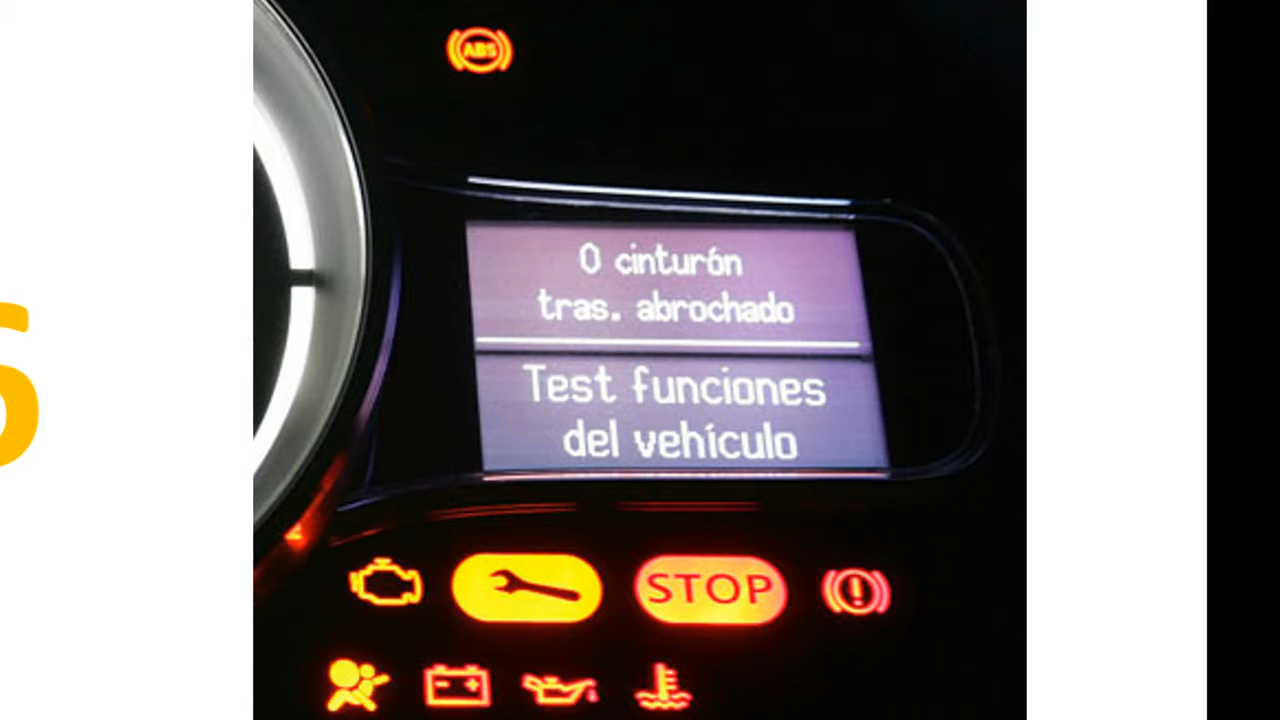 ABS
0 cinturón
tras. abrochado
Test funciones
del vehículo
STOP